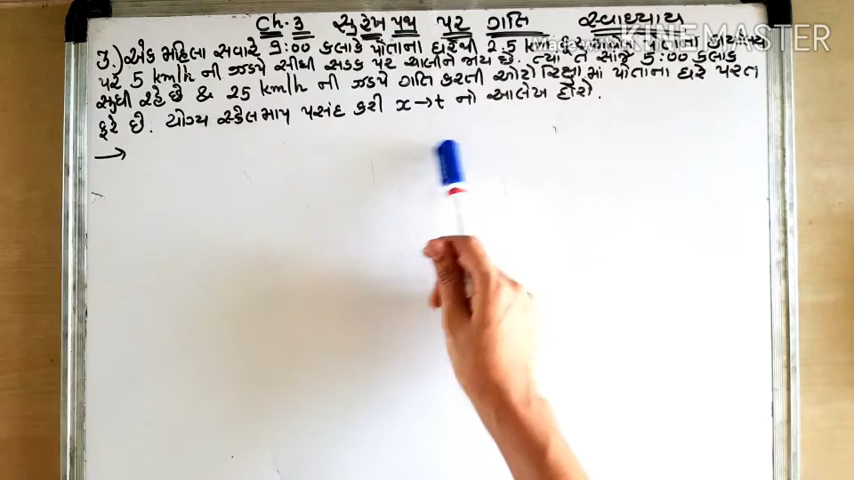 Ch. 3 સુરેખ પથ પર ગતિ સ્વાધ્યાય
3.) એક મહિલા સવારે 9:00 કલાકે પોતાના ઘરેથી 2.5 km દૂર પોતાના
પર 5 km/h ની ઝડપે સીધી સડક પર ચાલીને જાય છે. ત્યાં તે સાંજે 5:00 કલાક
સુધી રહે છે & 25 km/h ની ઝડપે ગતિ કરતી ઓટો રિક્ષામાં પોતાના ઘરે પરત
ફરે છે. યોગ્ય સ્કેલમાપ પસંદ કરી x→t નો આલેખ દોરો.
→
KINEMASTER